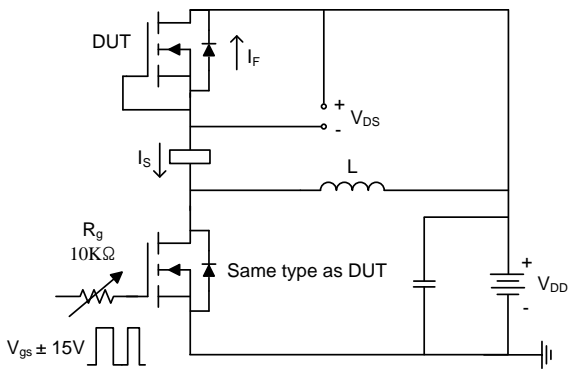 DUT
I_F
+
V_DS
-
I_S
L
R_g
10KΩ
Same type as DUT
+
V_DD
-
V_gs ± 15V